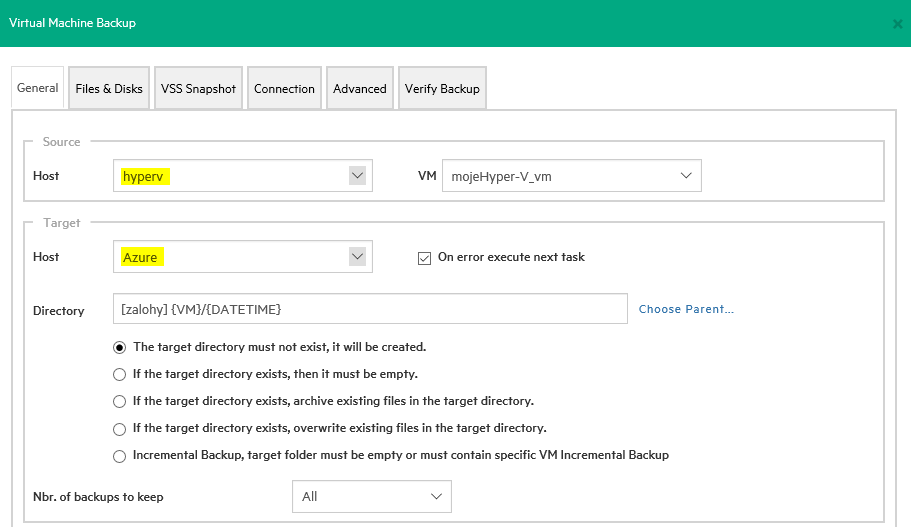 Virtual Machine Backup
General Files & Disks VSS Snapshot Connection Advanced Verify Backup
Source
Host hyperv VM mojeHyper-V_vm
Target
Host Azure On error execute next task
Directory [zalohy] {VM}/{DATETIME} Choose Parent...
The target directory must not exist, it will be created.
If the target directory exists, then it must be empty.
If the target directory exists, archive existing files in the target directory.
If the target directory exists, overwrite existing files in the target directory.
Incremental Backup, target folder must be empty or must contain specific VM Incremental Backup
Nbr. of backups to keep All